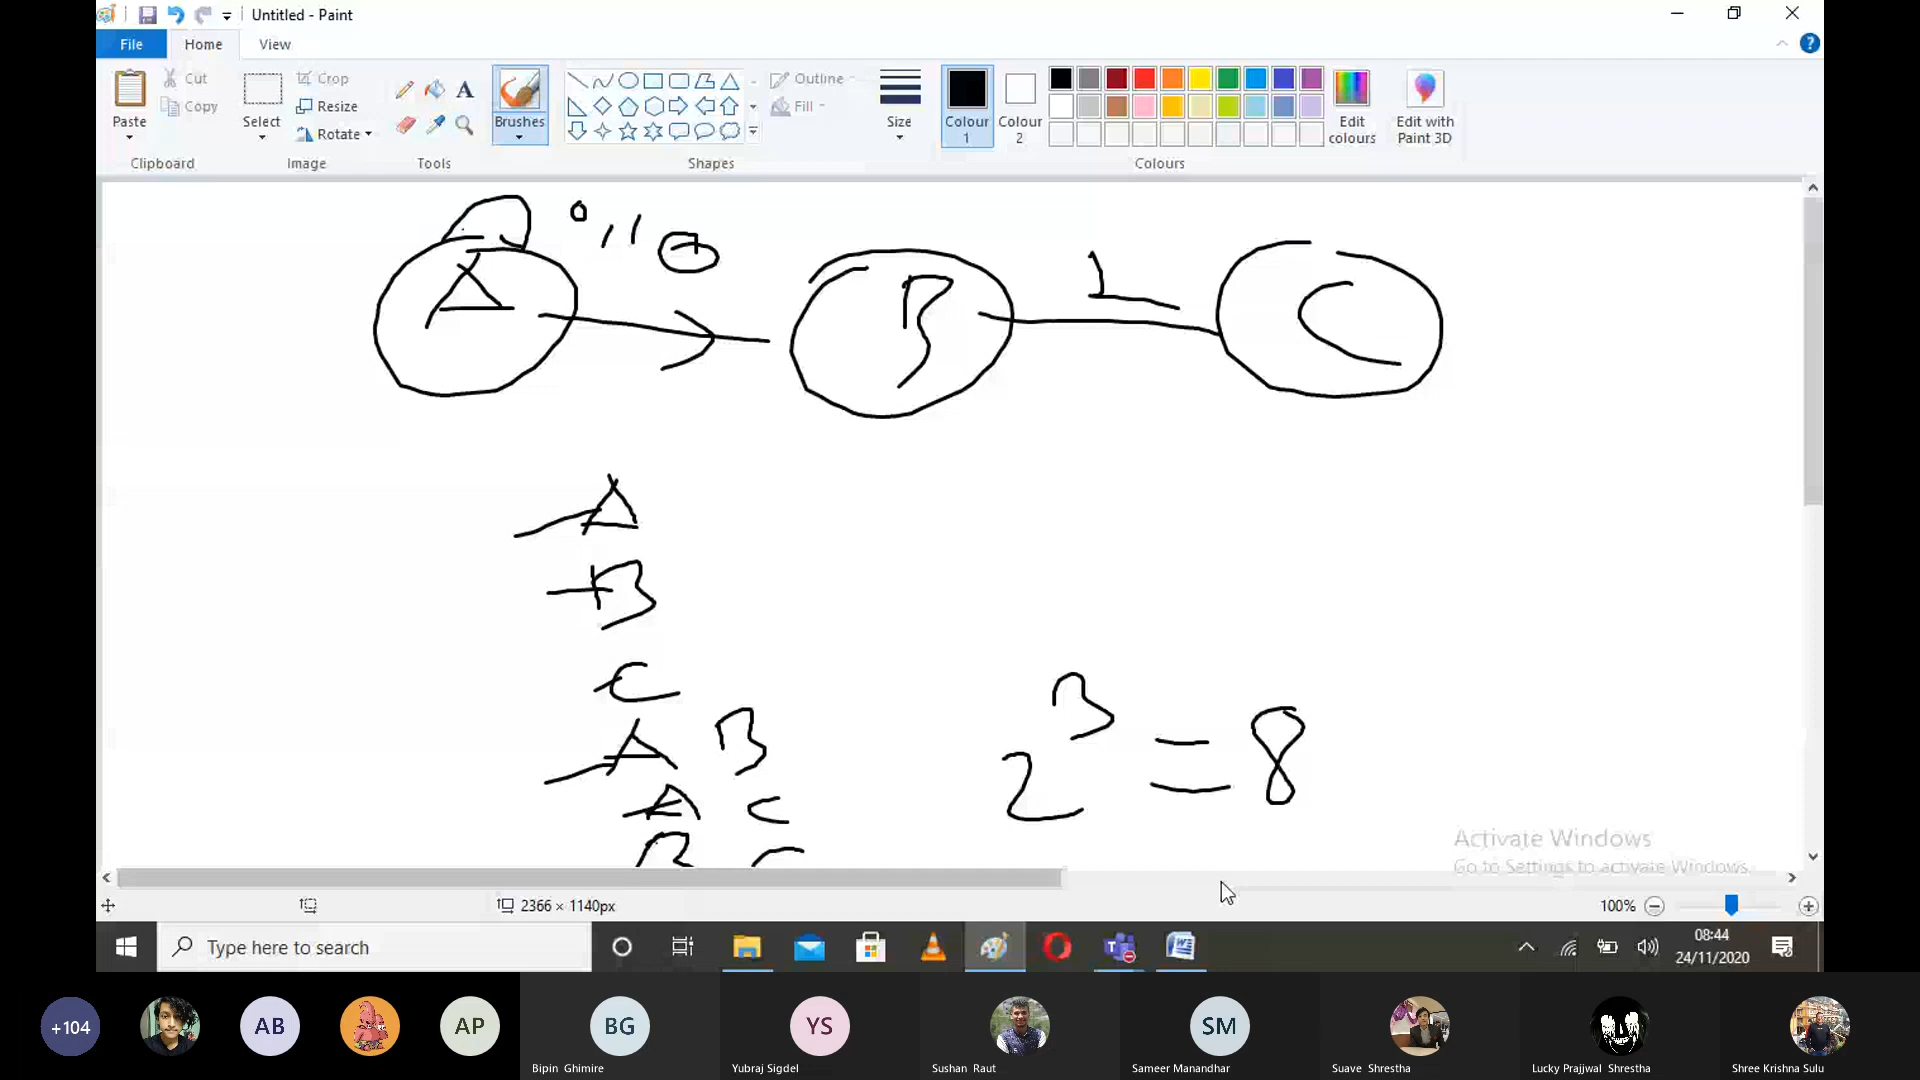 Untitled - Paint
File Home View
Paste
Cut
Copy
Clipboard
Select
Crop
Resize
Rotate
Image
A
Tools
Brushes
Shapes
Outline
Fill
Size
Colour 1
Colour 2
Colours
Edit colours
Edit with Paint 3D
0, 1
A
B
1
C
A
B
C
A B
A C
B C
2 3 = 8
Activate Windows
Go to Settings to activate Windows.
2366 × 1140px
100%
Type here to search
08:44
24/11/2020
+104
AB
AP
BG
Bipin Ghimire
YS
Yubraj Sigdel
Sushan Raut
SM
Sameer Manandhar
Suave Shrestha
Lucky Prajjwal Shrestha
Shree Krishna Sulu